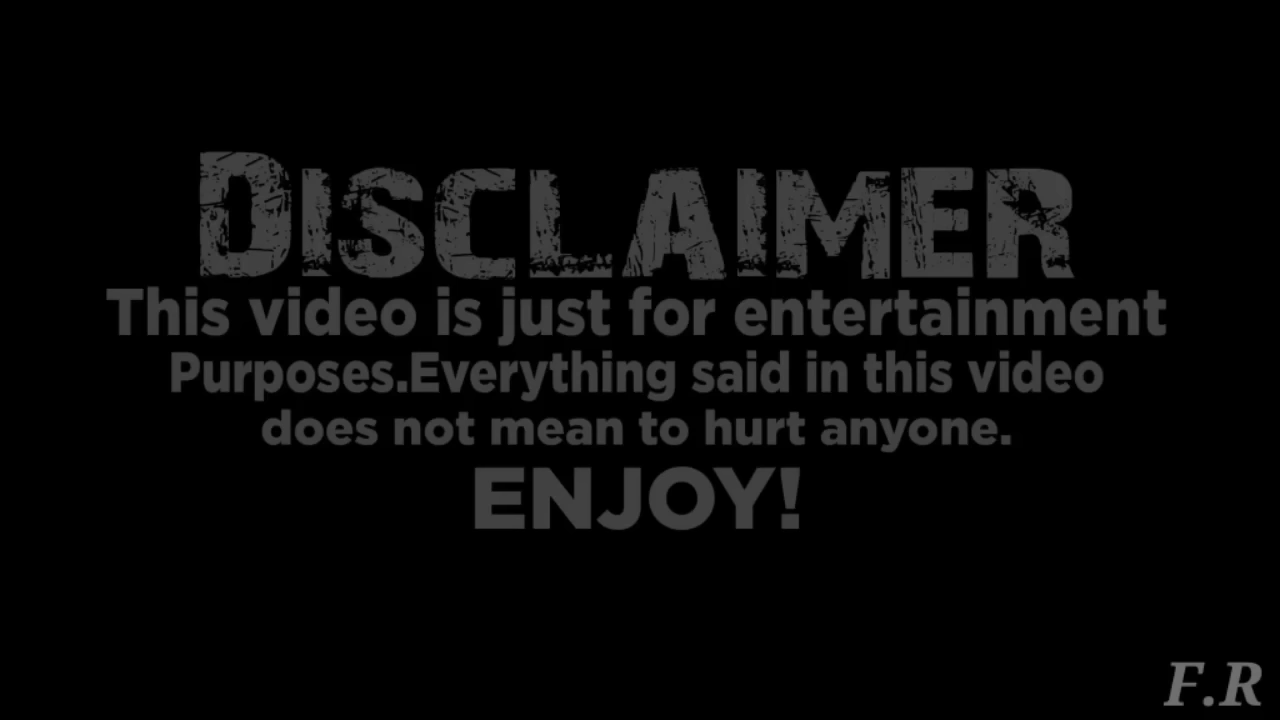 DISCLAIMER
This video is just for entertainment
Purposes.Everything said in this video
does not mean to hurt anyone.
ENJOY!
F.R